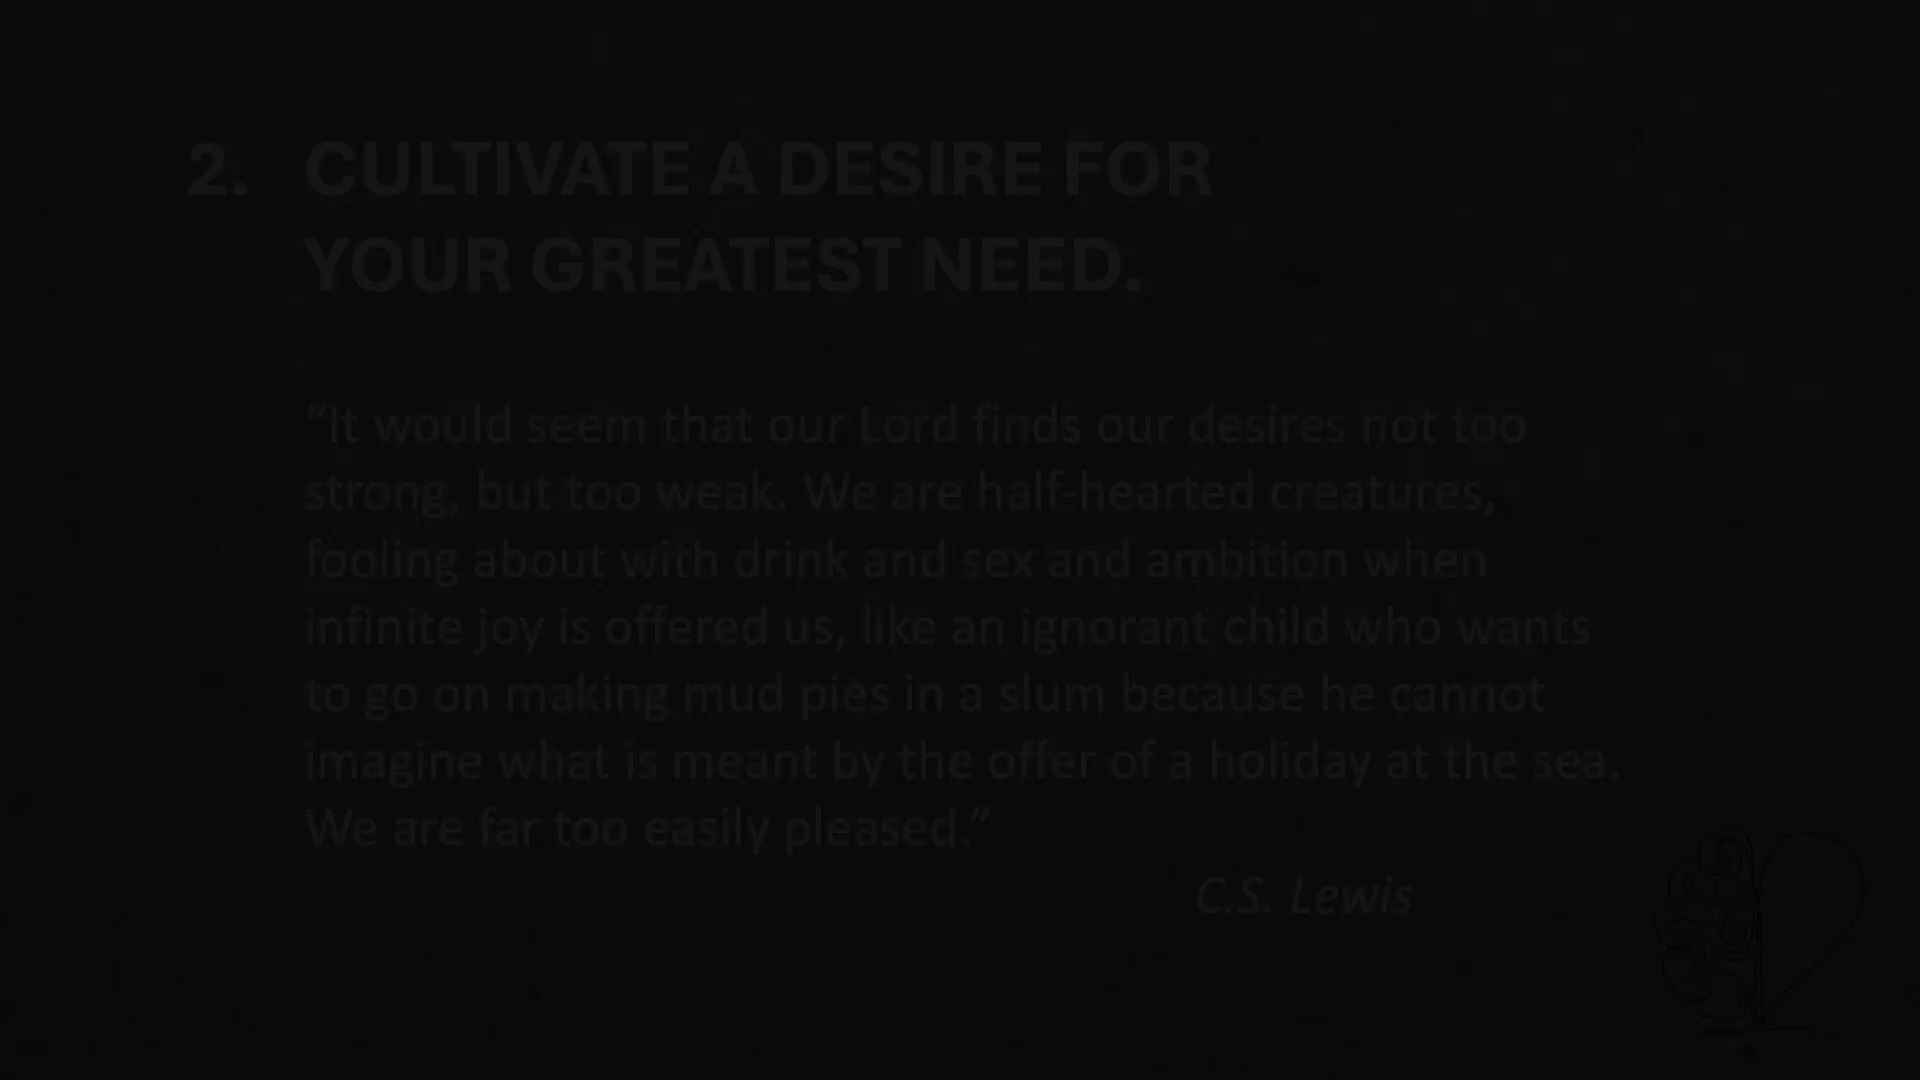 2. CULTIVATE A DESIRE FOR
YOUR GREATEST NEED.
“It would seem that our Lord finds our desires not too
strong, but too weak. We are half-hearted creatures,
fooling about with drink and sex and ambition when
infinite joy is offered us, like an ignorant child who wants
to go on making mud pies in a slum because he cannot
imagine what is meant by the offer of a holiday at the sea.
We are far too easily pleased.”
C.S. Lewis